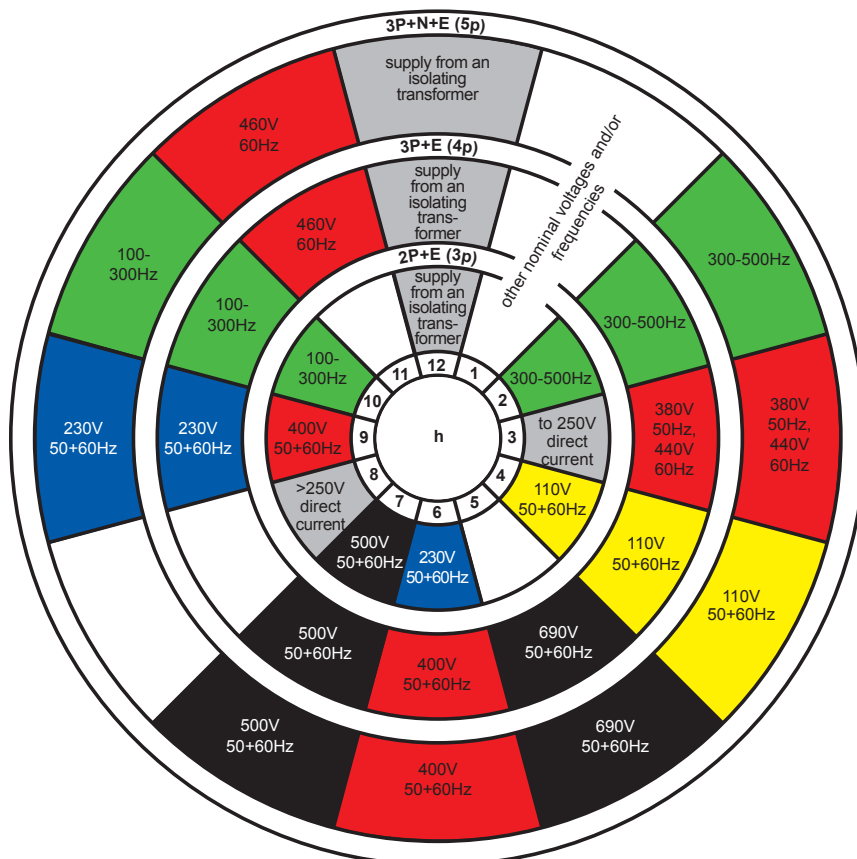 3P+N+E (5p)
supply from an
isolating
transformer
460V
60Hz
100-
300Hz
230V
50+60Hz
500V
50+60Hz
400V
50+60Hz
690V
50+60Hz
110V
50+60Hz
380V
50Hz,
440V
60Hz
300-500Hz
other nominal voltages and/or
frequencies
3P+E (4p)
supply
from an
isolating
trans-
former
460V
60Hz
100-
300Hz
230V
50+60Hz
500V
50+60Hz
400V
50+60Hz
690V
50+60Hz
110V
50+60Hz
380V
50Hz,
440V
60Hz
300-500Hz
2P+E (3p)
supply
from an
isolating
trans-
former
100-
300Hz
400V
50+60Hz
>250V
direct
current
500V
50+60Hz
230V
50+60Hz
110V
50+60Hz
to 250V
direct
current
300-500Hz
12
1
2
3
4
5
6
7
8
9
10
11
h